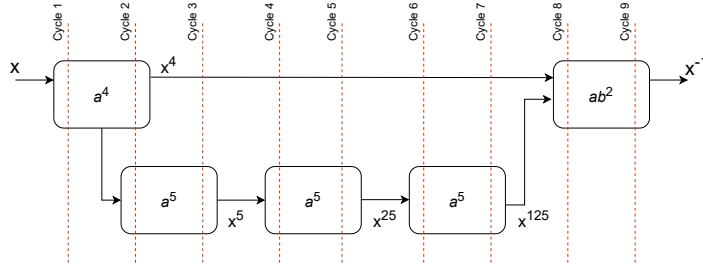 Cycle 1
Cycle 2
Cycle 3
Cycle 4
Cycle 5
Cycle 6
Cycle 7
Cycle 8
Cycle 9
x
a⁴
x⁴
ab²
x⁻¹
a⁵
x⁵
a⁵
x²⁵
a⁵
x¹²⁵